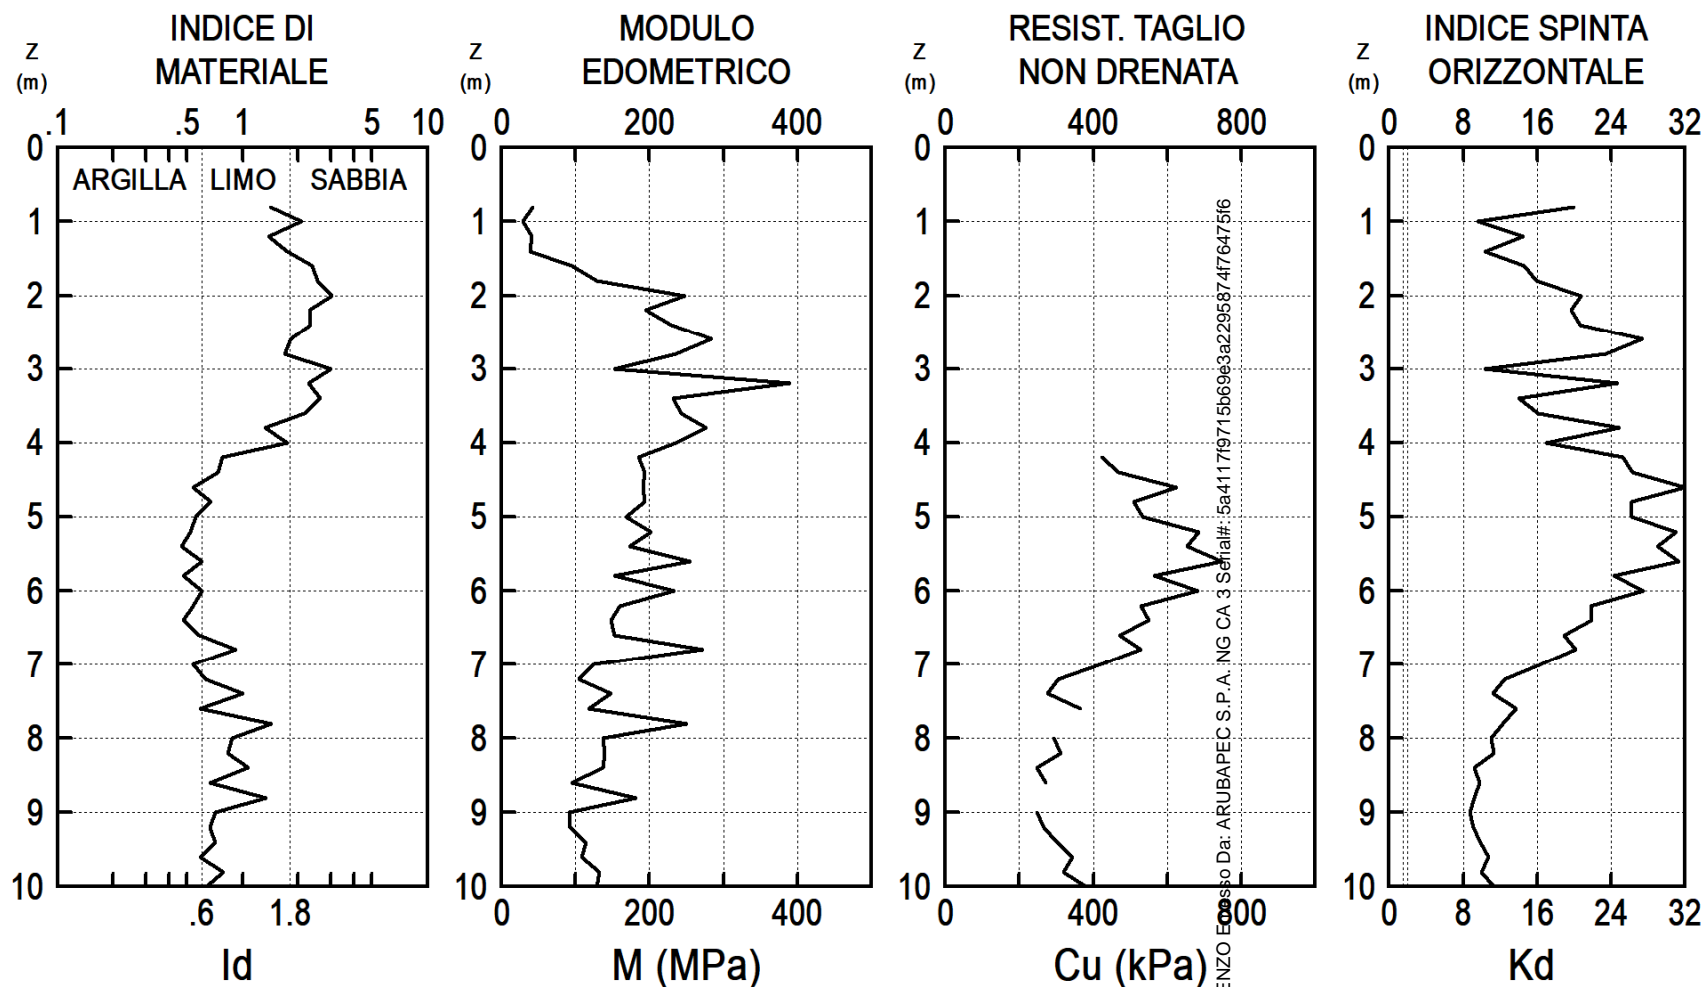 INDICE DI
MATERIALE
Z
(m)
.1 .5 1 5 10
0
ARGILLA LIMO SABBIA
1
2
3
4
5
6
7
8
9
10
.6 1.8
Id
MODULO
EDOMETRICO
Z
(m)
0 200 400
0
1
2
3
4
5
6
7
8
9
10
0 200 400
M (MPa)
RESIST. TAGLIO
NON DRENATA
Z
(m)
0 400 800
0
1
2
3
4
5
6
7
8
9
10
0 400 800
Cu (kPa)
INDICE SPINTA
ORIZZONTALE
Z
(m)
0 8 16 24 32
0
1
2
3
4
5
6
7
8
9
10
0 8 16 24 32
Kd
Da: ARUBAPEC S.P.A. NG CA 3 Serial#: 5a4117f9715b69e3a2295874f76475f6